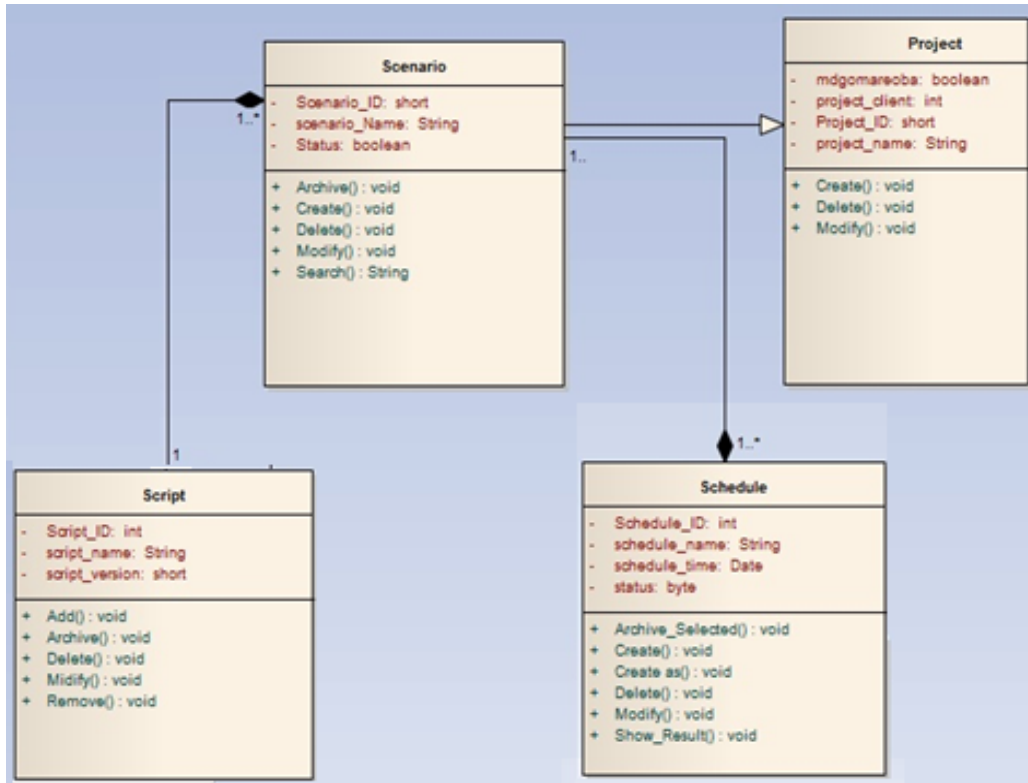 Scenario
- Scenario_ID: short
- scenario_Name: String
- Status: boolean
+ Archive() : void
+ Create() : void
+ Delete() : void
+ Modify() : void
+ Search() : String
Project
- mdgomareoba: boolean
- project_client: int
- Project_ID: short
- project_name: String
+ Create() : void
+ Delete() : void
+ Modify() : void
1..*
1..
1
1..*
Script
- Script_ID: int
- script_name: String
- script_version: short
+ Add() : void
+ Archive() : void
+ Delete() : void
+ Midify() : void
+ Remove() : void
Schedule
- Schedule_ID: int
- schedule_name: String
- schedule_time: Date
- status: byte
+ Archive_Selected() : void
+ Create() : void
+ Create as() : void
+ Delete() : void
+ Modify() : void
+ Show_Result() : void